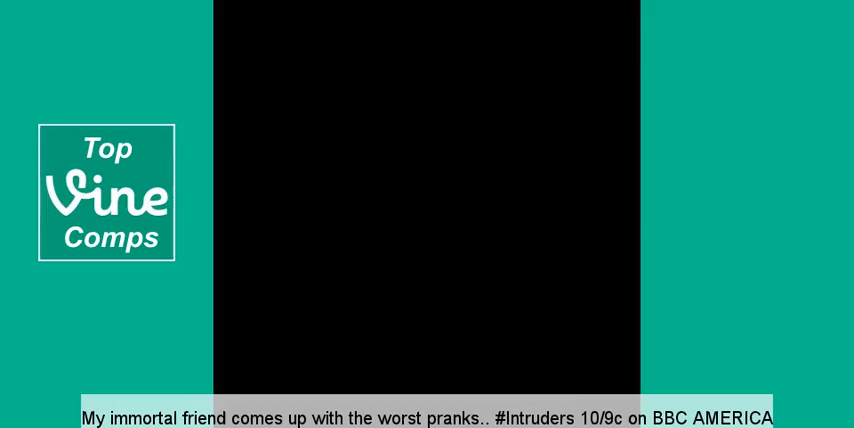 Top
Vine
Comps
My immortal friend comes up with the worst pranks.. #Intruders 10/9c on BBC AMERICA